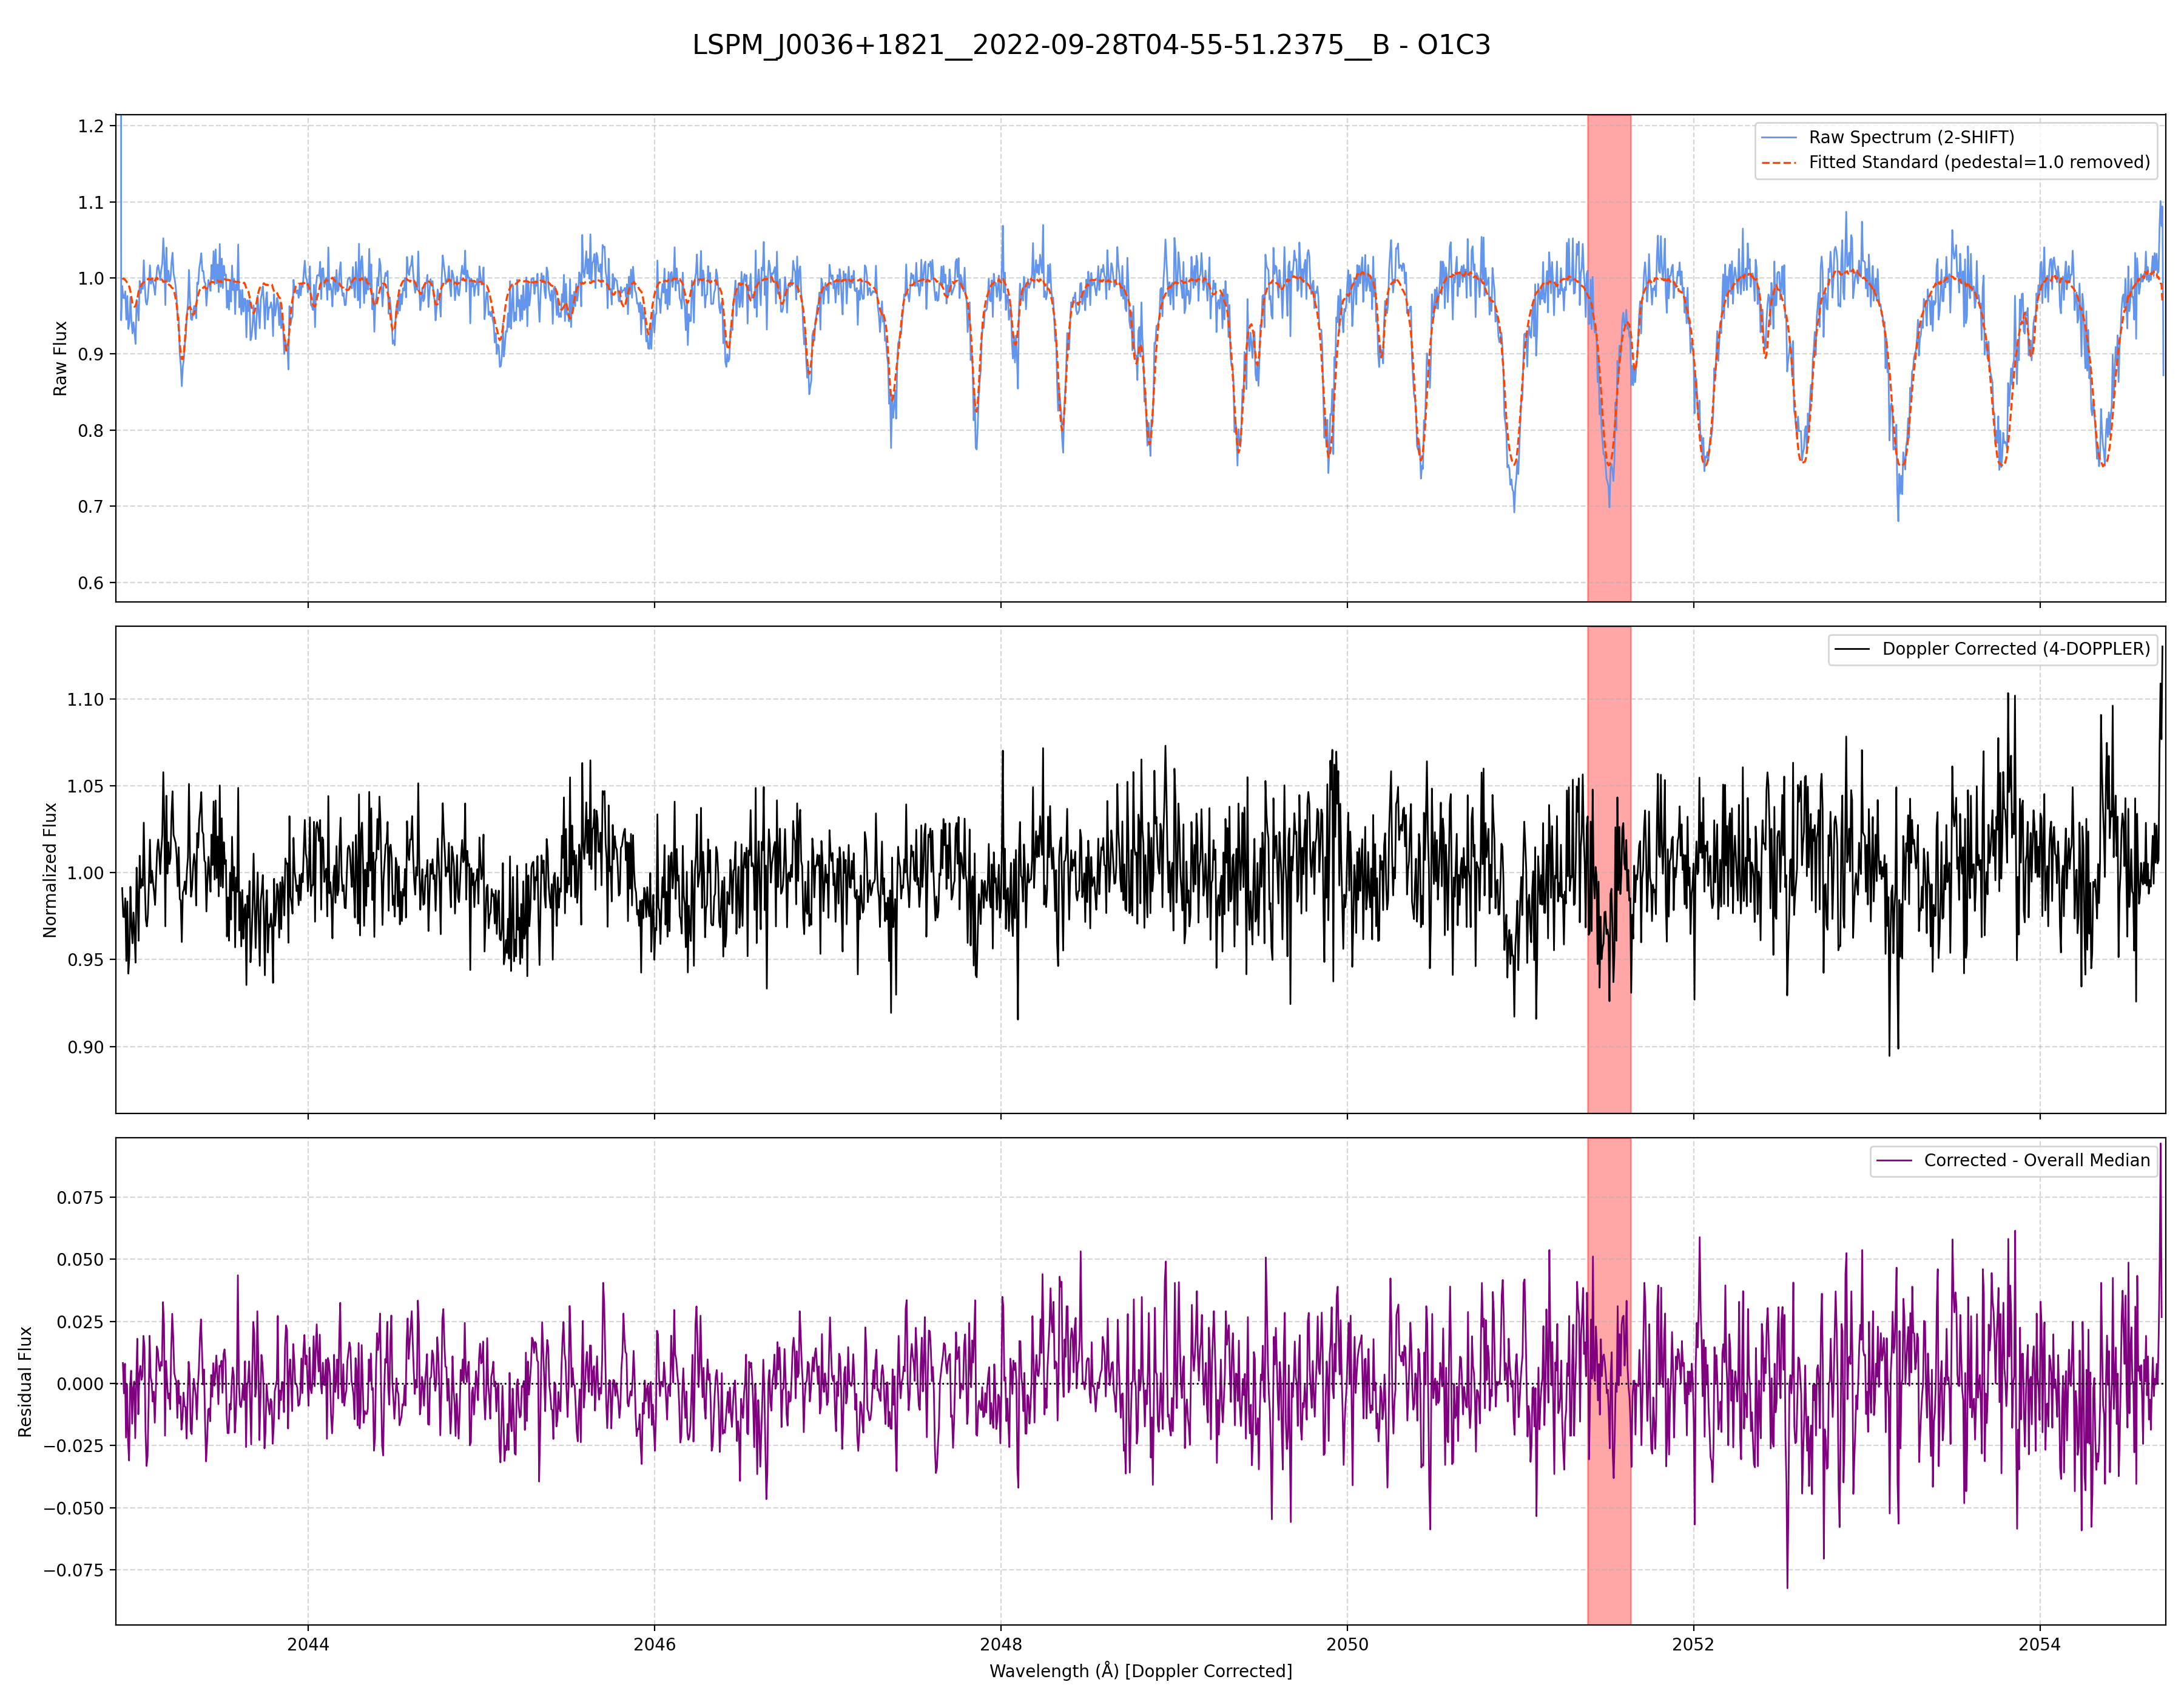 LSPM_J0036+1821__2022-09-28T04-55-51.2375__B - O1C3
1.2
1.1
1.0
0.9
0.8
0.7
0.6
Raw Flux
Raw Spectrum (2-SHIFT)
Fitted Standard (pedestal=1.0 removed)
1.10
1.05
1.00
0.95
0.90
Normalized Flux
Doppler Corrected (4-DOPPLER)
0.075
0.050
0.025
0.000
−0.025
−0.050
−0.075
Residual Flux
Corrected - Overall Median
2044 2046 2048 2050 2052 2054
Wavelength (Å) [Doppler Corrected]